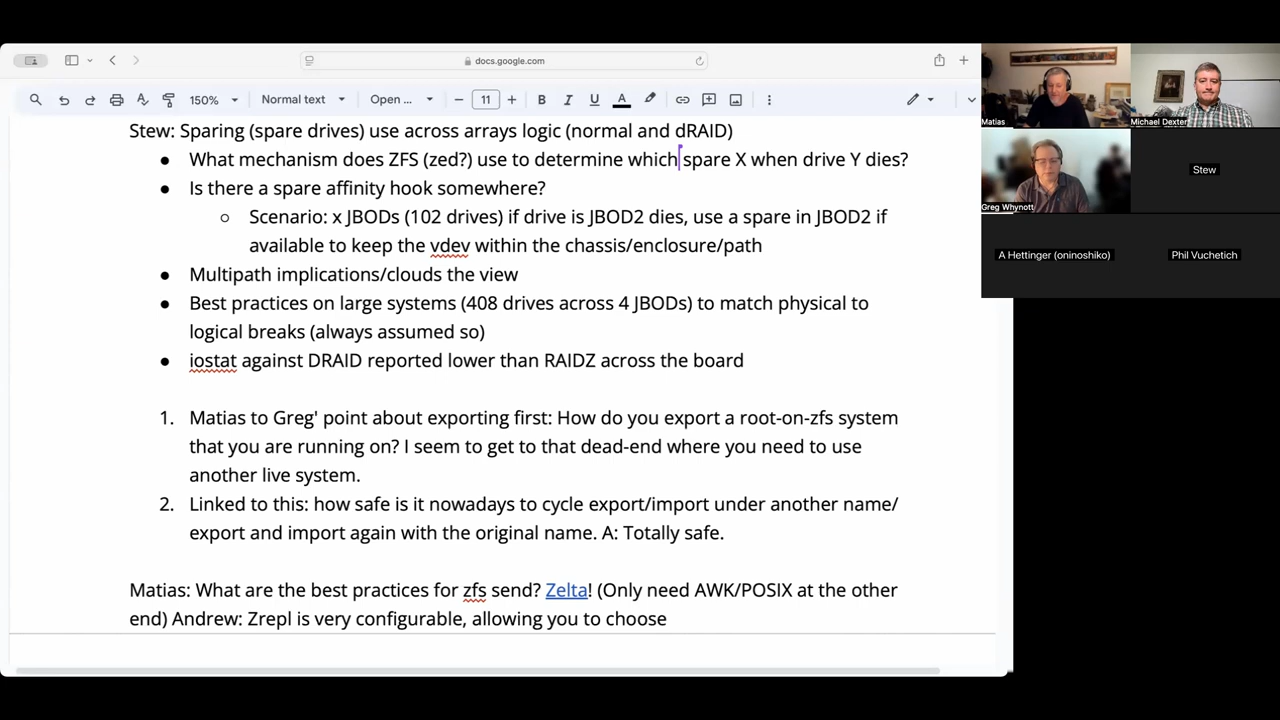 docs.google.com
150%
Normal text
Open ...
11
Stew: Sparing (spare drives) use across arrays logic (normal and dRAID)
● What mechanism does ZFS (zed?) use to determine which spare X when drive Y dies?
● Is there a spare affinity hook somewhere?
○ Scenario: x JBODs (102 drives) if drive is JBOD2 dies, use a spare in JBOD2 if
available to keep the vdev within the chassis/enclosure/path
● Multipath implications/clouds the view
● Best practices on large systems (408 drives across 4 JBODs) to match physical to
logical breaks (always assumed so)
● iostat against DRAID reported lower than RAIDZ across the board
1. Matias to Greg' point about exporting first: How do you export a root-on-zfs system
that you are running on? I seem to get to that dead-end where you need to use
another live system.
2. Linked to this: how safe is it nowadays to cycle export/import under another name/
export and import again with the original name. A: Totally safe.
Matias: What are the best practices for zfs send? Zelta! (Only need AWK/POSIX at the other
end) Andrew: Zrepl is very configurable, allowing you to choose
Matias
Michael Dexter
Greg Whynott
Stew
A Hettinger (oninoshiko)
Phil Vuchetich